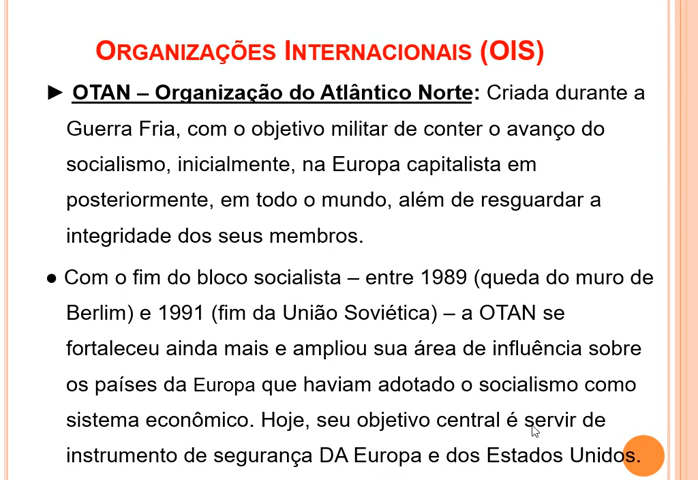 ORGANIZAÇÕES INTERNACIONAIS (OIS)
► OTAN – Organização do Atlântico Norte: Criada durante a
Guerra Fria, com o objetivo militar de conter o avanço do
socialismo, inicialmente, na Europa capitalista em
posteriormente, em todo o mundo, além de resguardar a
integridade dos seus membros.
● Com o fim do bloco socialista – entre 1989 (queda do muro de
Berlim) e 1991 (fim da União Soviética) – a OTAN se
fortaleceu ainda mais e ampliou sua área de influência sobre
os países da Europa que haviam adotado o socialismo como
sistema econômico. Hoje, seu objetivo central é servir de
instrumento de segurança DA Europa e dos Estados Unidos.